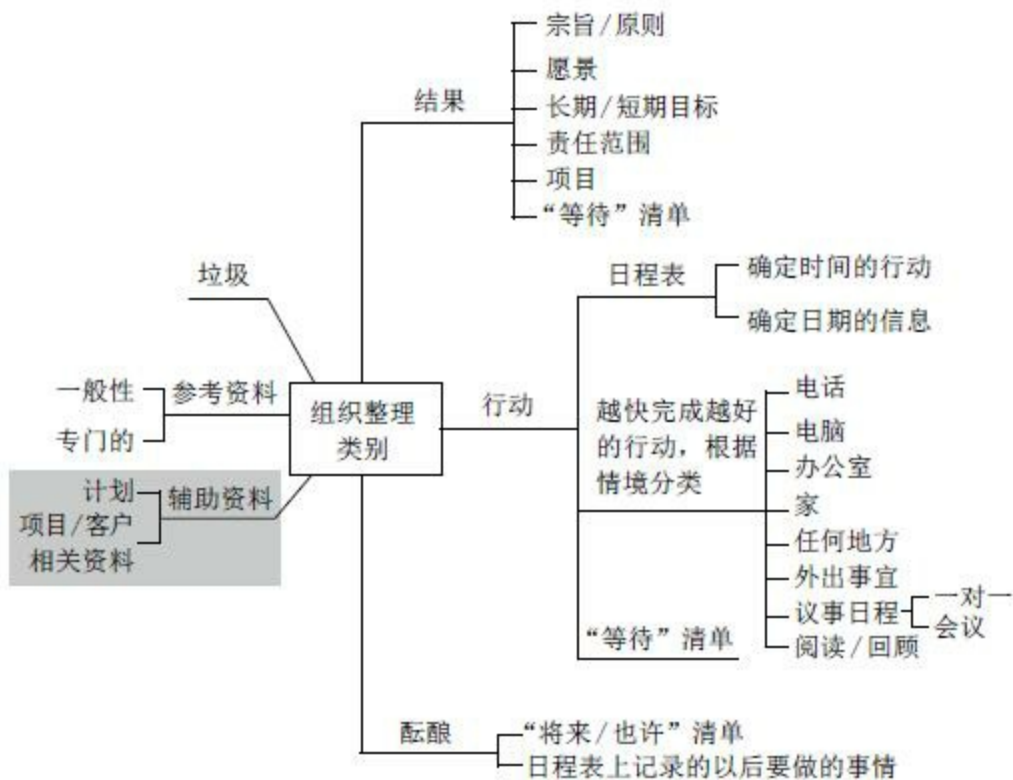 宗旨/原则
愿景
结果
长期/短期目标
责任范围
项目
“等待”清单
垃圾
日程表
确定时间的行动
确定日期的信息
一般性
参考资料
专门的
组织整理
类别
行动
越快完成越好
的行动，根据
情境分类
电话
电脑
办公室
家
任何地方
外出事宜
议事日程
一对一
会议
阅读/回顾
计划
辅助资料
项目/客户
相关资料
“等待”清单
酝酿
“将来/也许”清单
日程表上记录的以后要做的事情